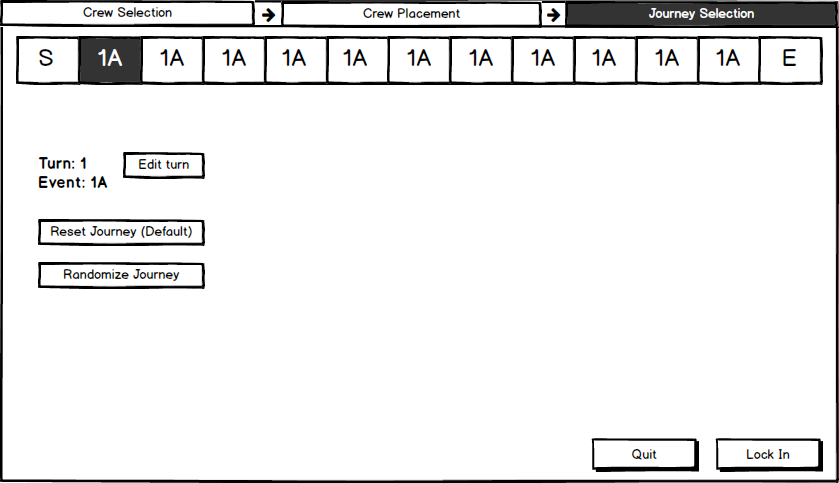 Crew Selection → Crew Placement → Journey Selection
S 1A 1A 1A 1A 1A 1A 1A 1A 1A 1A 1A E
Turn: 1 Edit turn
Event: 1A
Reset Journey (Default)
Randomize Journey
Quit Lock In